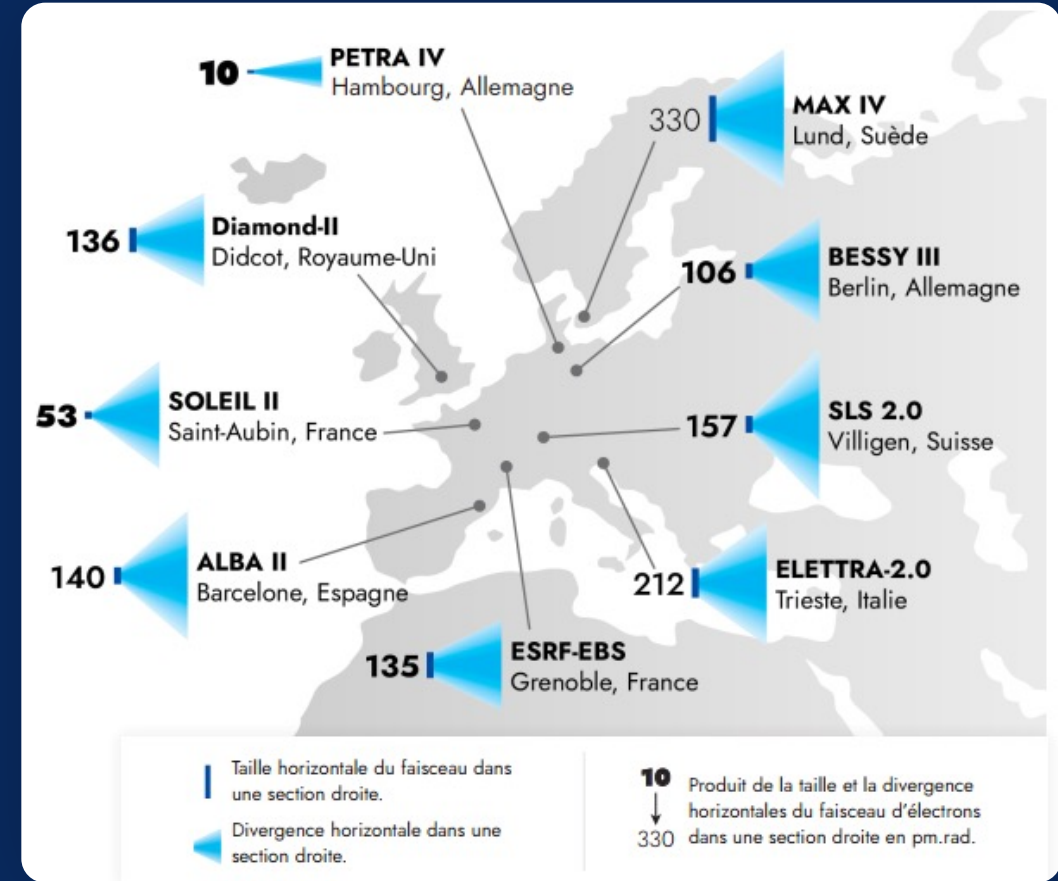 10
PETRA IV
Hambourg, Allemagne
330
MAX IV
Lund, Suède
136
Diamond-II
Didcot, Royaume-Uni
106
BESSY III
Berlin, Allemagne
53
SOLEIL II
Saint-Aubin, France
157
SLS 2.0
Villigen, Suisse
140
ALBA II
Barcelone, Espagne
212
ELETTRA-2.0
Trieste, Italie
135
ESRF-EBS
Grenoble, France
Taille horizontale du faisceau dans
une section droite.
Divergence horizontale dans une
section droite.
10
330
Produit de la taille et la divergence
horizontales du faisceau d'électrons
dans une section droite en pm.rad.